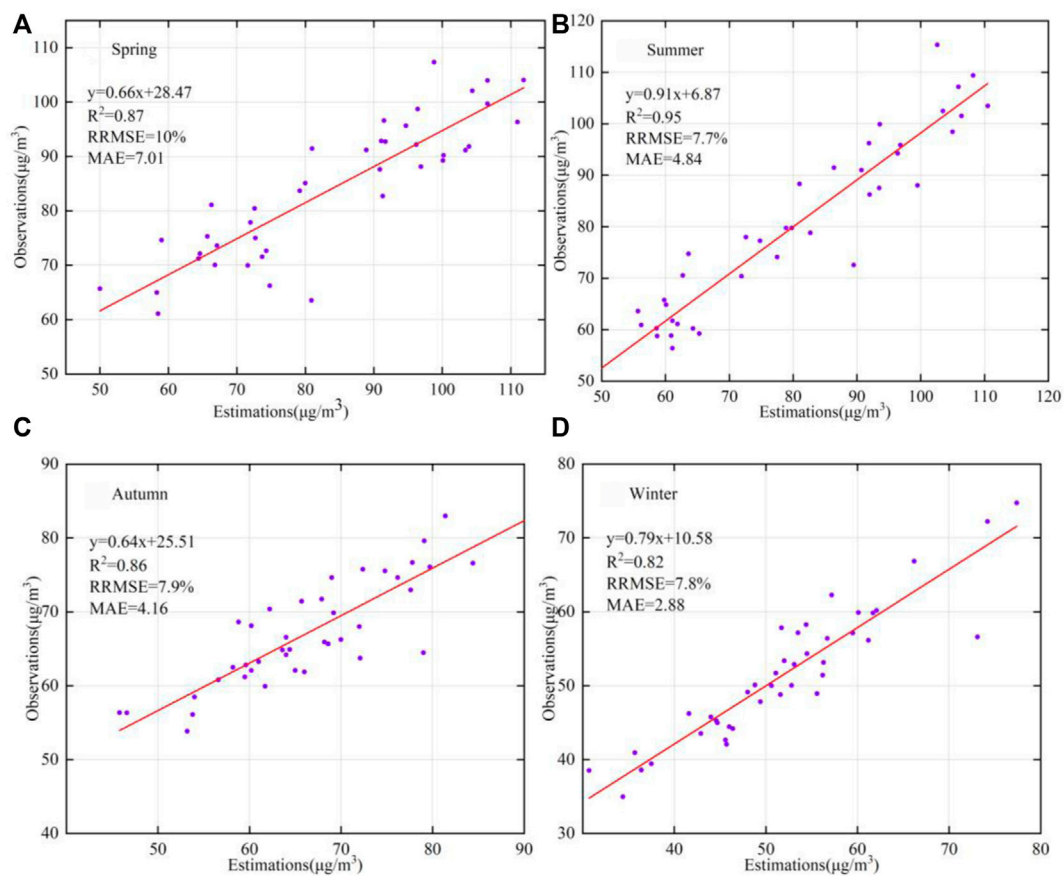 A
Spring
y=0.66x+28.47
R²=0.87
RRMSE=10%
MAE=7.01
Observations(μg/m³)
110
100
90
80
70
60
50
50 60 70 80 90 100 110
Estimations(μg/m³)
B
Summer
y=0.91x+6.87
R²=0.95
RRMSE=7.7%
MAE=4.84
Observations(μg/m³)
120
110
100
90
80
70
60
50
50 60 70 80 90 100 110 120
Estimations(μg/m³)
C
Autumn
y=0.64x+25.51
R²=0.86
RRMSE=7.9%
MAE=4.16
Observations(μg/m³)
90
80
70
60
50
40
50 60 70 80 90
Estimations(μg/m³)
D
Winter
y=0.79x+10.58
R²=0.82
RRMSE=7.8%
MAE=2.88
Observations(μg/m³)
80
70
60
50
40
30
40 50 60 70 80
Estimations(μg/m³)